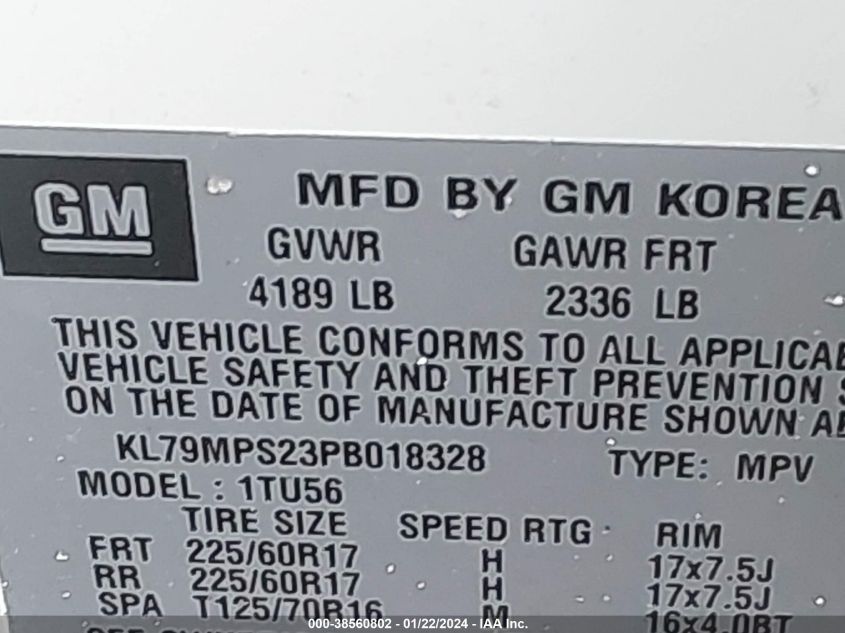 GM
MFD BY GM KOREA
GVWR GAWR FRT
4189 LB 2336 LB
THIS VEHICLE CONFORMS TO ALL
VEHICLE SAFETY AND THEFT PREVENTION
ON THE DATE OF MANUFACTURE SHOWN
KL79MPS23PB018328 TYPE: MPV
MODEL: 1TU56
TIRE SIZE SPEED RTG RIM
FRT 225/60R17 H 17x7.5J
RR 225/60R17 H 17x7.5J
SPA T125/70R16 M 16x4.0BT
000-38560802 - 01/22/2024 - IAA Inc.